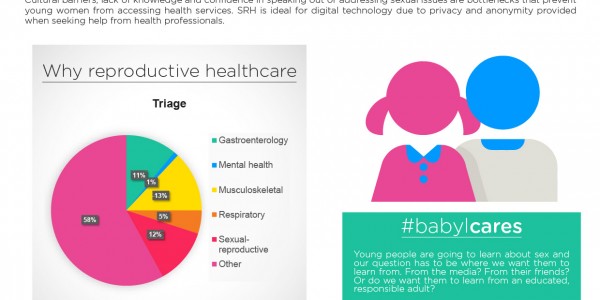 Cultural barriers, lack of knowledge and confidence in speaking out or addressing sexual issues are bottlenecks that prevent
young women from accessing health services. SRH is ideal for digital technology due to privacy and anonymity provided
when seeking help from health professionals.
Why reproductive healthcare
Triage
11%
1%
13%
5%
12%
58%
Gastroenterology
Mental health
Musculoskeletal
Respiratory
Sexual-
reproductive
Other
#babylcares
Young people are going to learn about sex and
our question has to be where we want them to
learn from. From the media? From their friends?
Or do we want them to learn from an educated,
responsible adult?